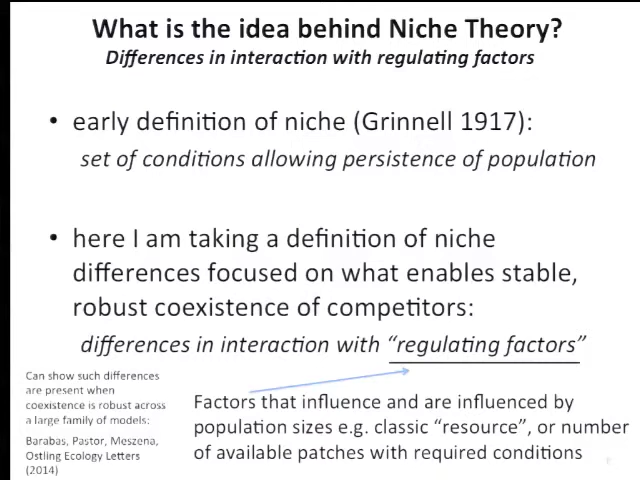 What is the idea behind Niche Theory?
Differences in interaction with regulating factors
• early definition of niche (Grinnell 1917):
set of conditions allowing persistence of population
• here I am taking a definition of niche
differences focused on what enables stable,
robust coexistence of competitors:
differences in interaction with “regulating factors”
Can show such differences
are present when
coexistence is robust across
a large family of models:
Barabas, Pastor, Meszena,
Ostling Ecology Letters
(2014)
Factors that influence and are influenced by
population sizes e.g. classic “resource”, or number
of available patches with required conditions